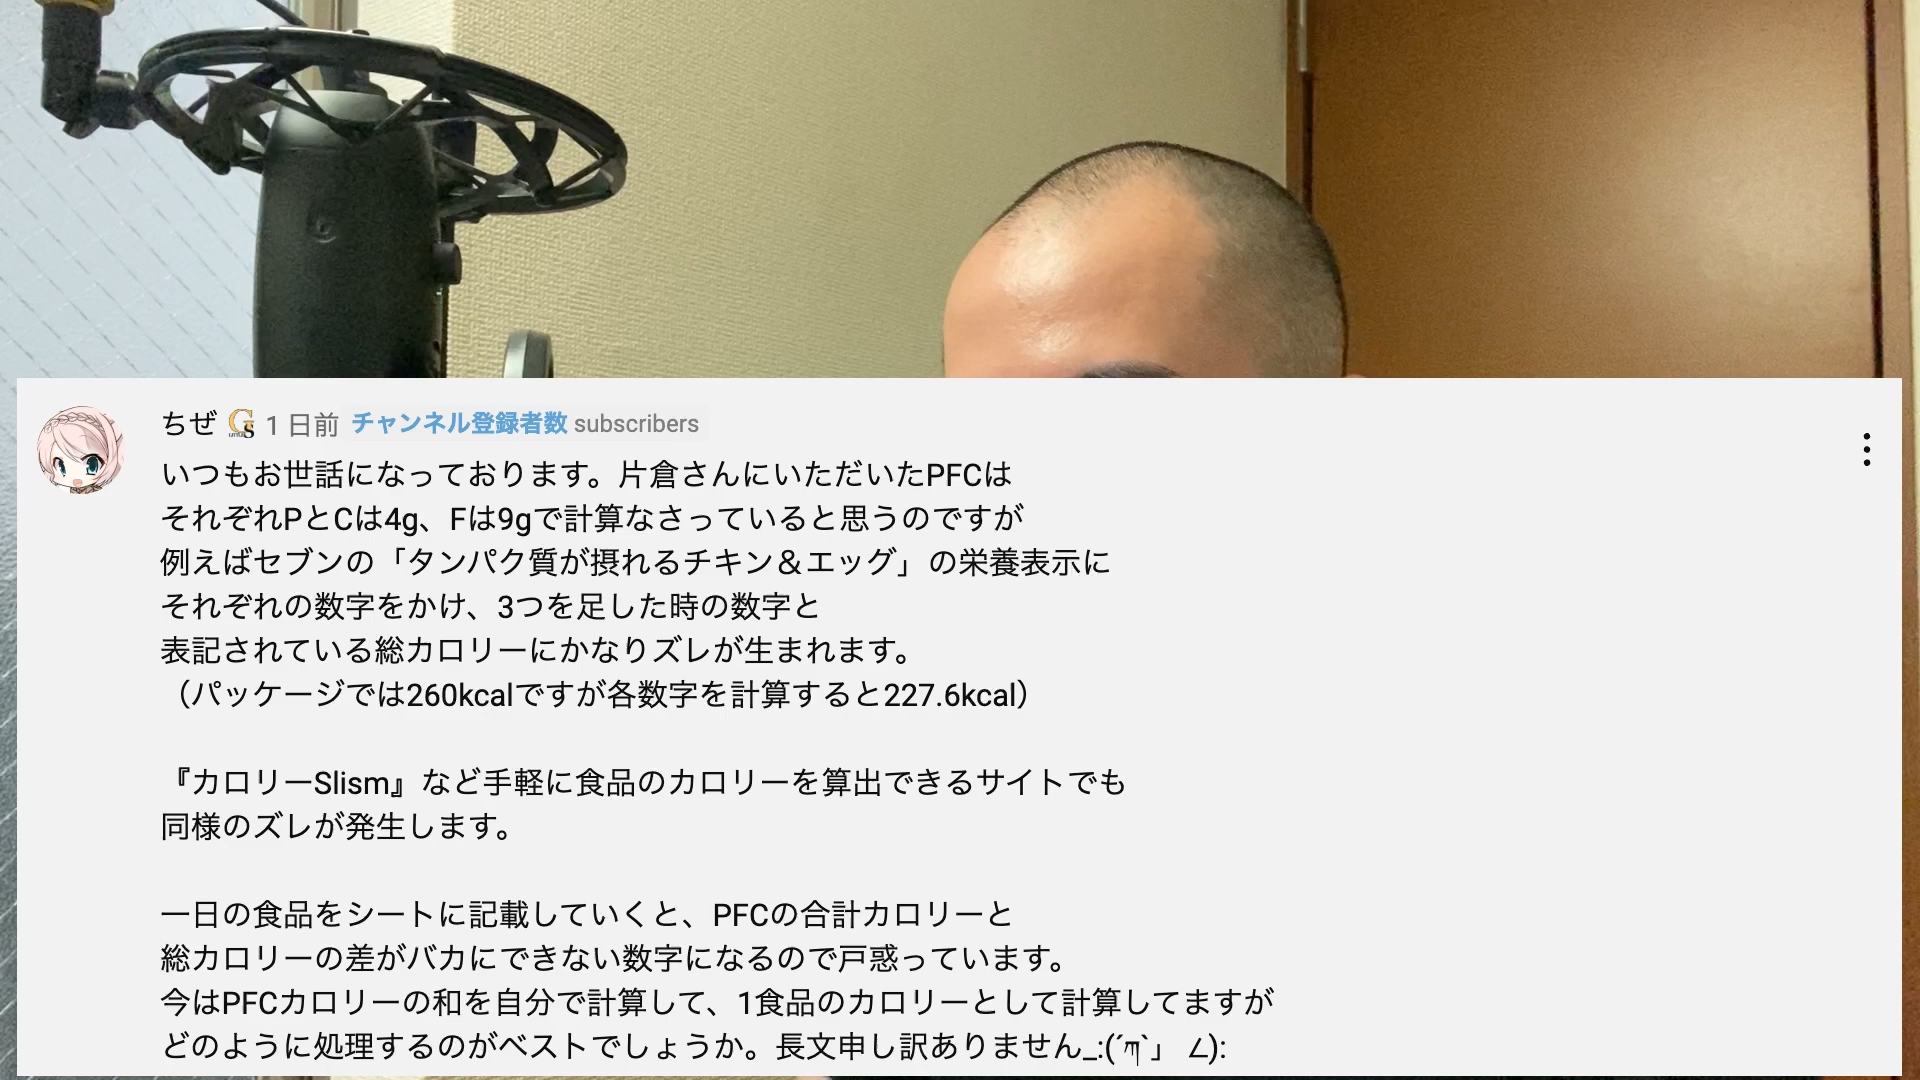 ちぜ 1 日前 チャンネル登録者数 subscribers
いつもお世話になっております。片倉さんにいただいたPFCは
それぞれPとCは4g、Fは9gで計算なさっていると思うのですが
例えばセブンの「タンパク質が摂れるチキン＆エッグ」の栄養表示に
それぞれの数字をかけ、3つを足した時の数字と
表記されている総カロリーにかなりズレが生まれます。
（パッケージでは260kcalですが各数字を計算すると227.6kcal）
『カロリーSlism』など手軽に食品のカロリーを算出できるサイトでも
同様のズレが発生します。
一日の食品をシートに記載していくと、PFCの合計カロリーと
総カロリーの差がバカにできない数字になるので戸惑っています。
今はPFCカロリーの和を自分で計算して、1食品のカロリーとして計算してますが
どのように処理するのがベストでしょうか。長文申し訳ありません_:(´ཀ`」 ∠):